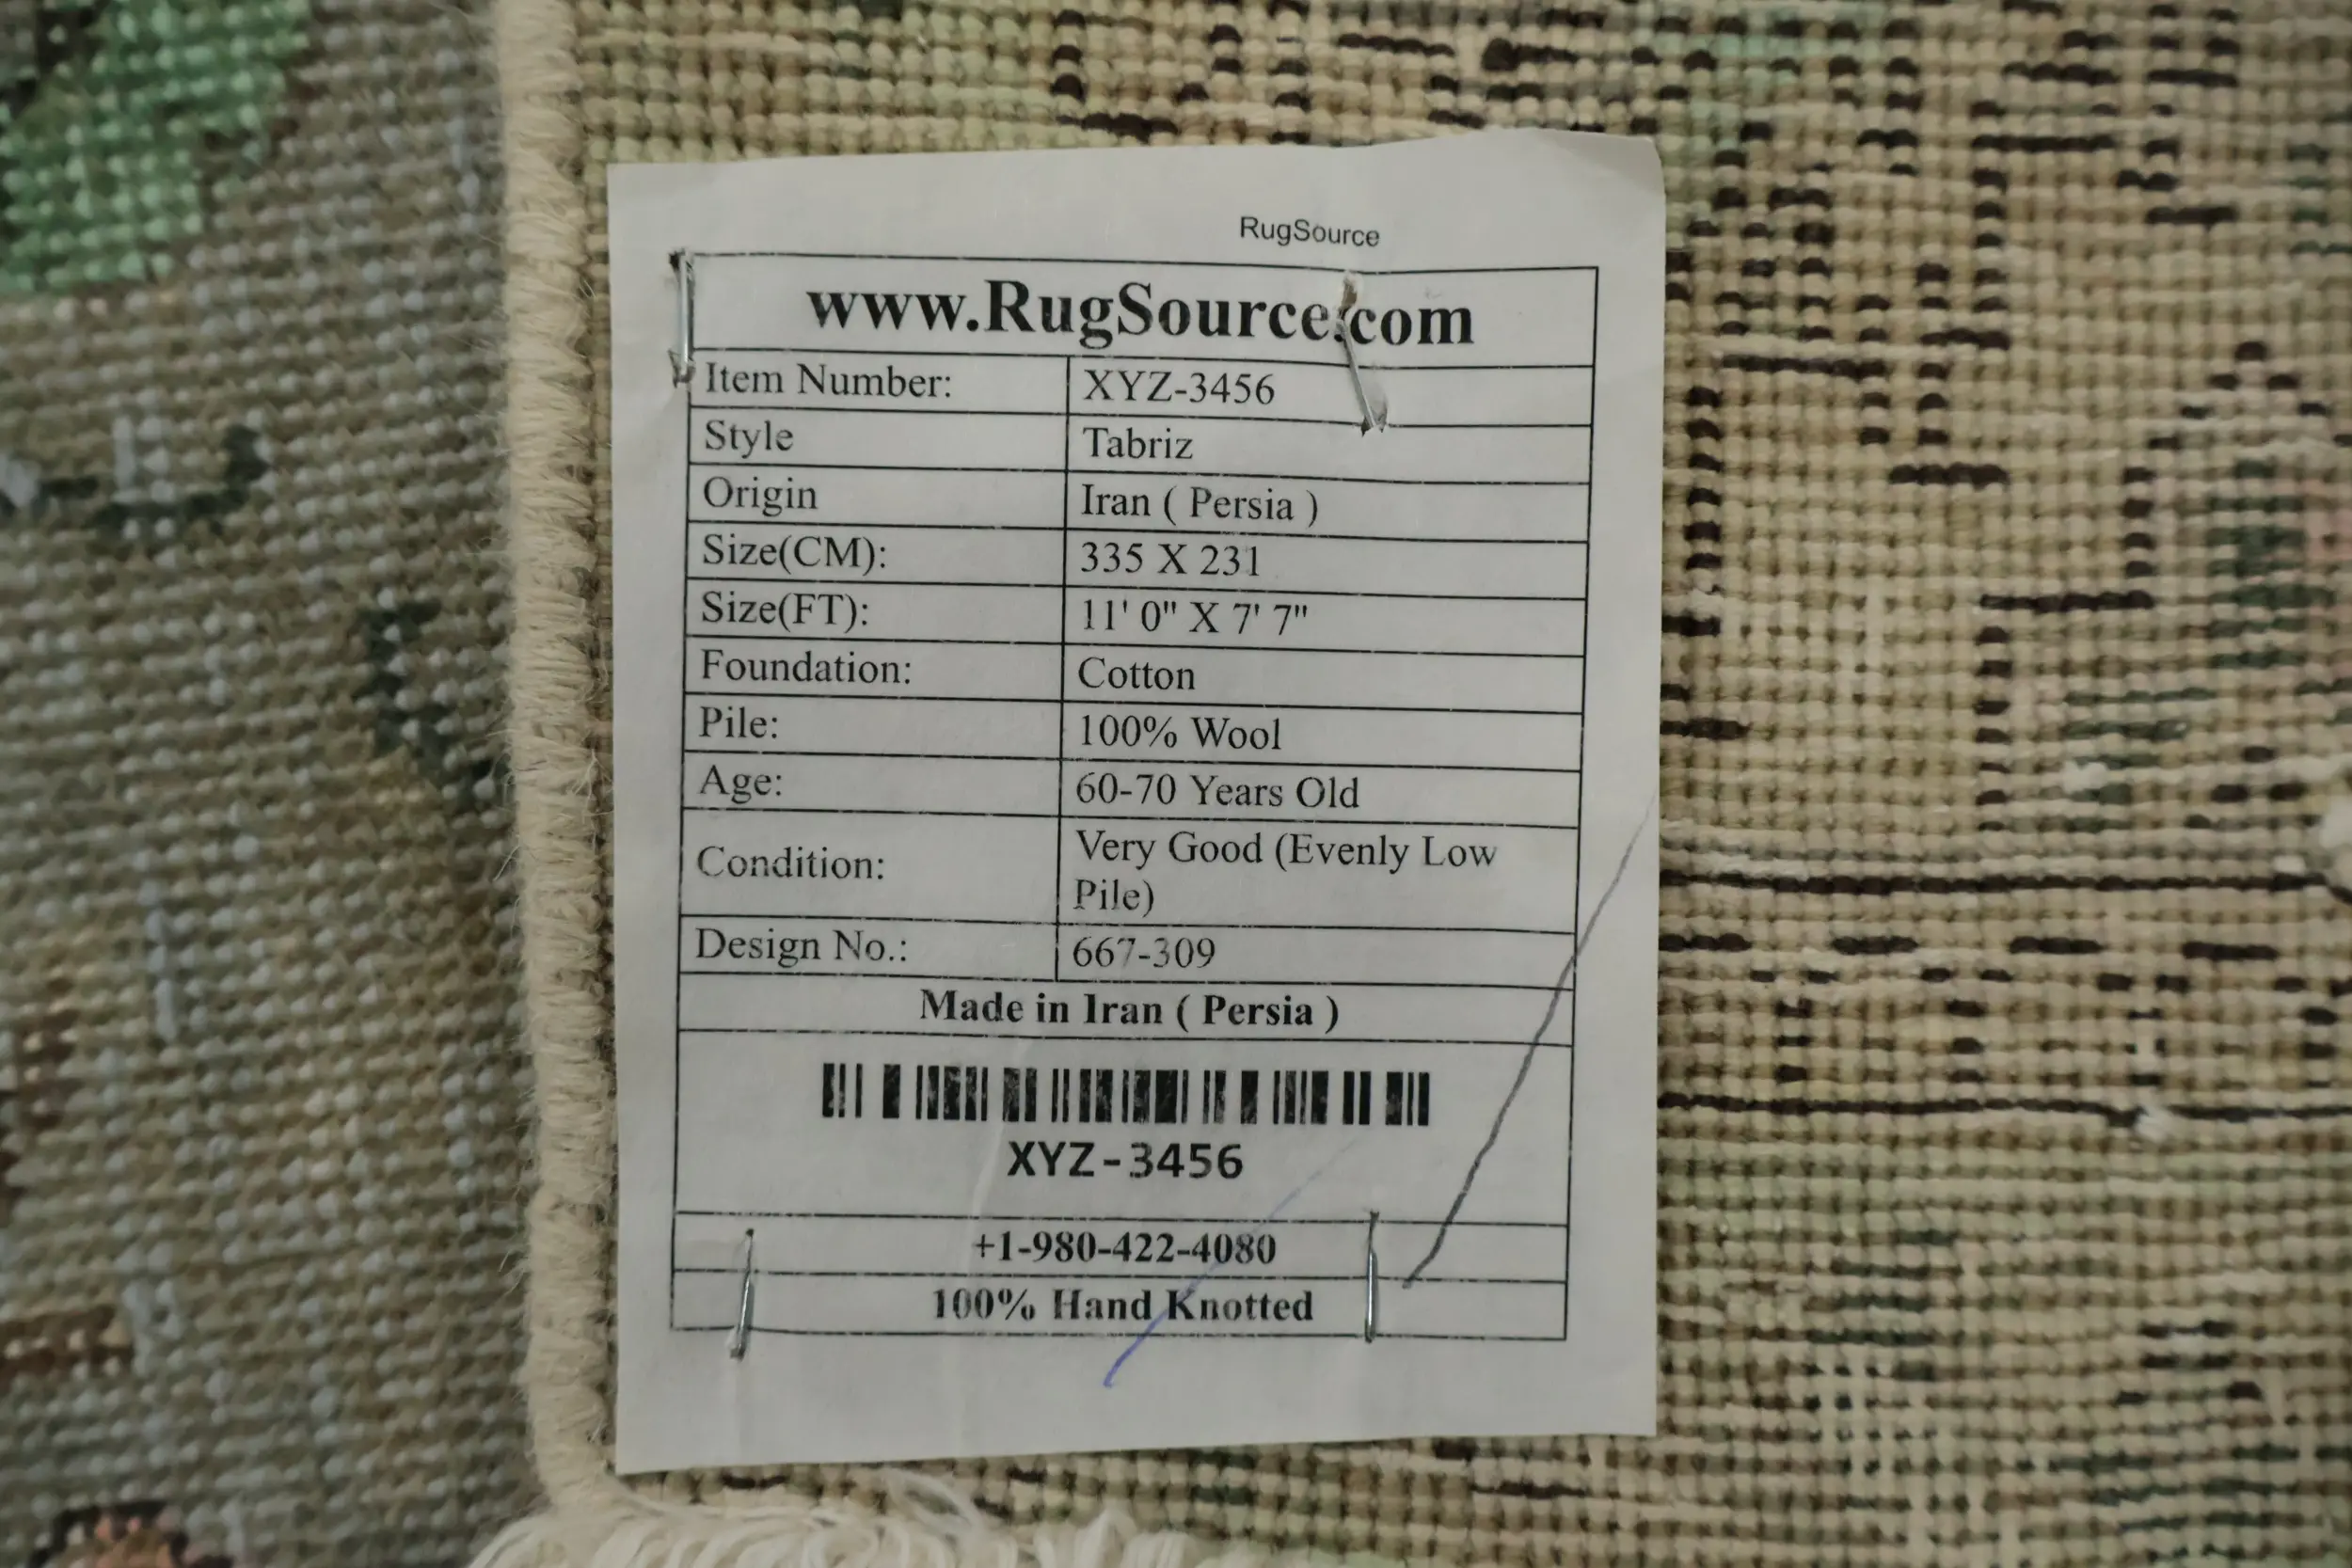 RugSource
www.RugSource.com
Item Number: XYZ-3456
Style Tabriz
Origin Iran ( Persia )
Size(CM): 335 X 231
Size(FT): 11' 0" X 7' 7"
Foundation: Cotton
Pile: 100% Wool
Age: 60-70 Years Old
Condition: Very Good (Evenly Low
Pile)
Design No.: 667-309
Made in Iran ( Persia )
XYZ-3456
+1-980-422-4080
100% Hand Knotted